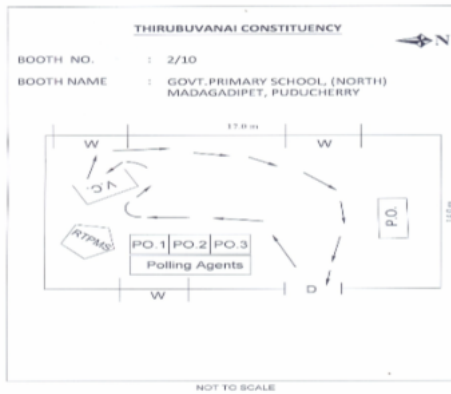 THIRUBUVANAI CONSTITUENCY
N
BOOTH NO. : 2/10
BOOTH NAME : GOVT.PRIMARY SCHOOL, (NORTH)
MADAGADIPET, PUDUCHERRY
17.0 m
W
W
V.C.
P.O.
RTPMS
PO.1 PO.2 PO.3
Polling Agents
W
D
NOT TO SCALE